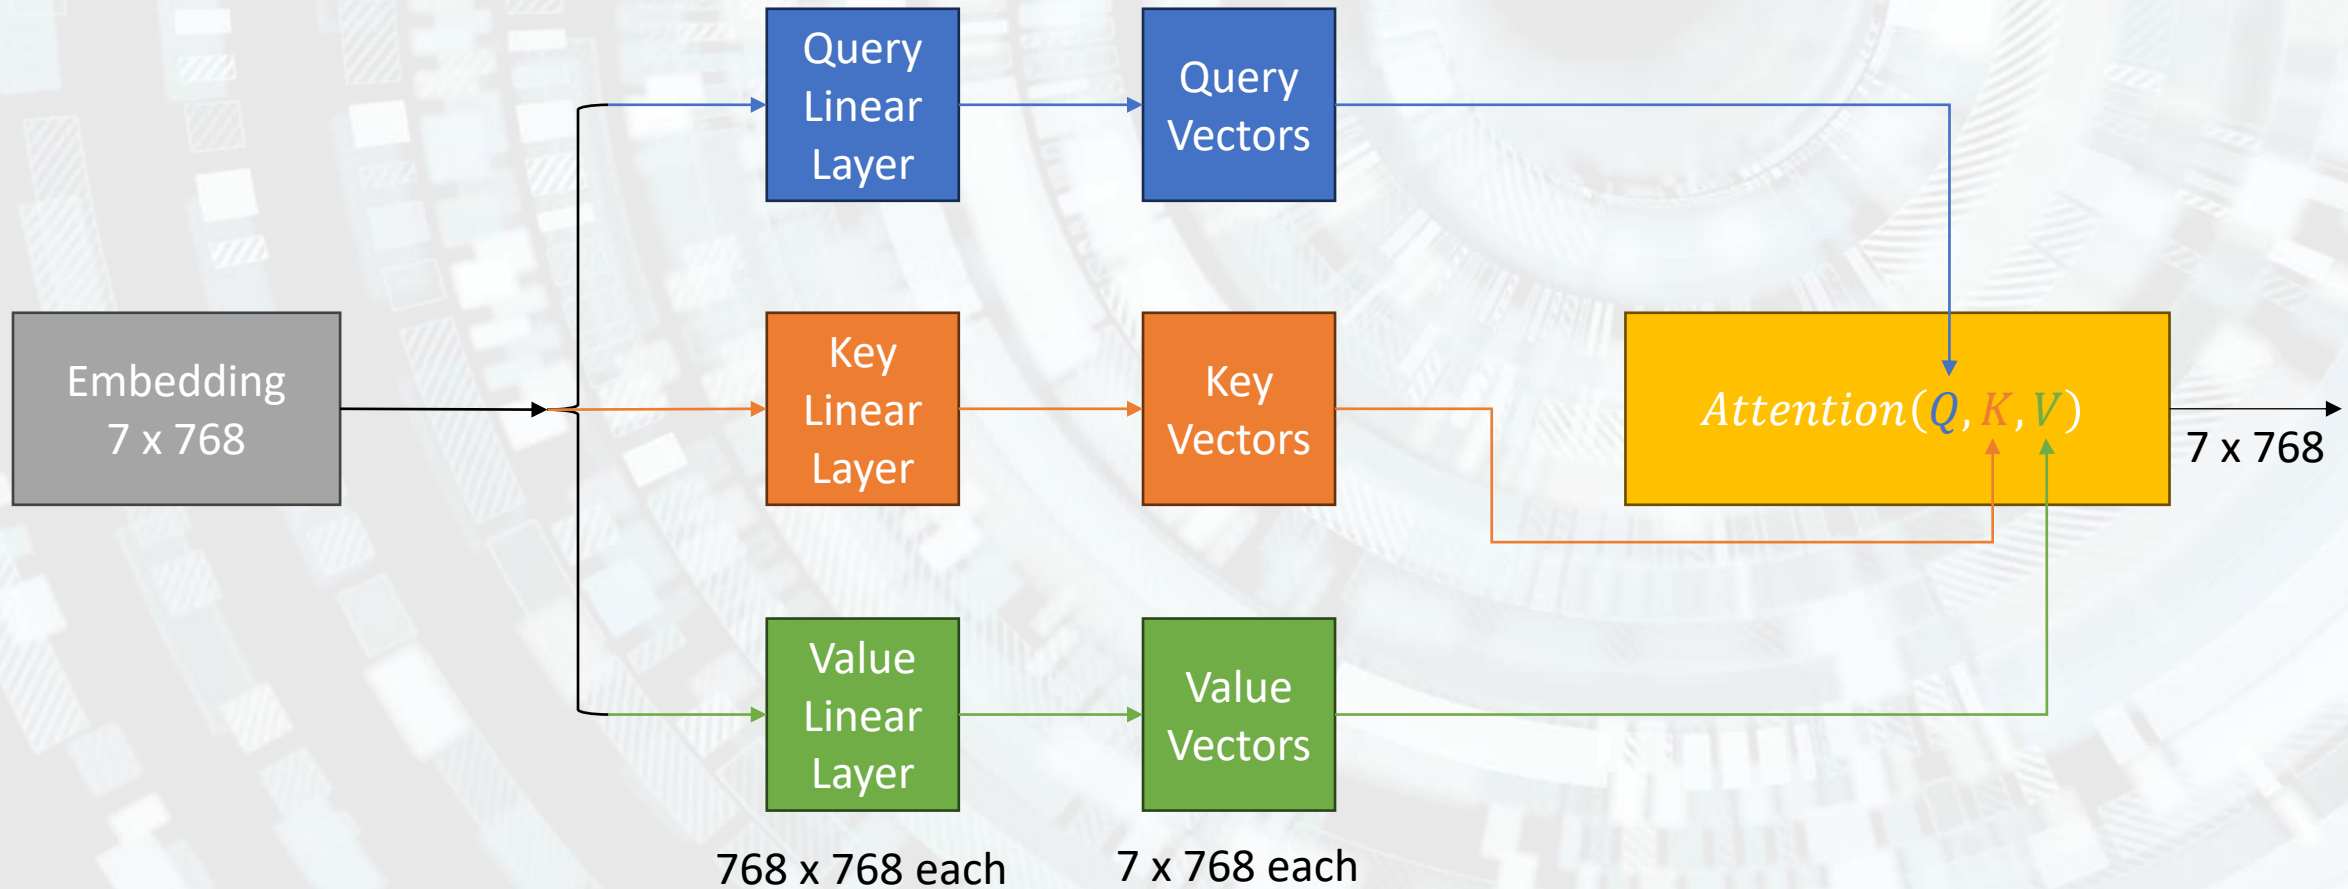 Embedding
7 x 768
Query
Linear
Layer
Query
Vectors
Key
Linear
Layer
Key
Vectors
Value
Linear
Layer
Value
Vectors
768 x 768 each
7 x 768 each
Attention(Q, K, V)
7 x 768